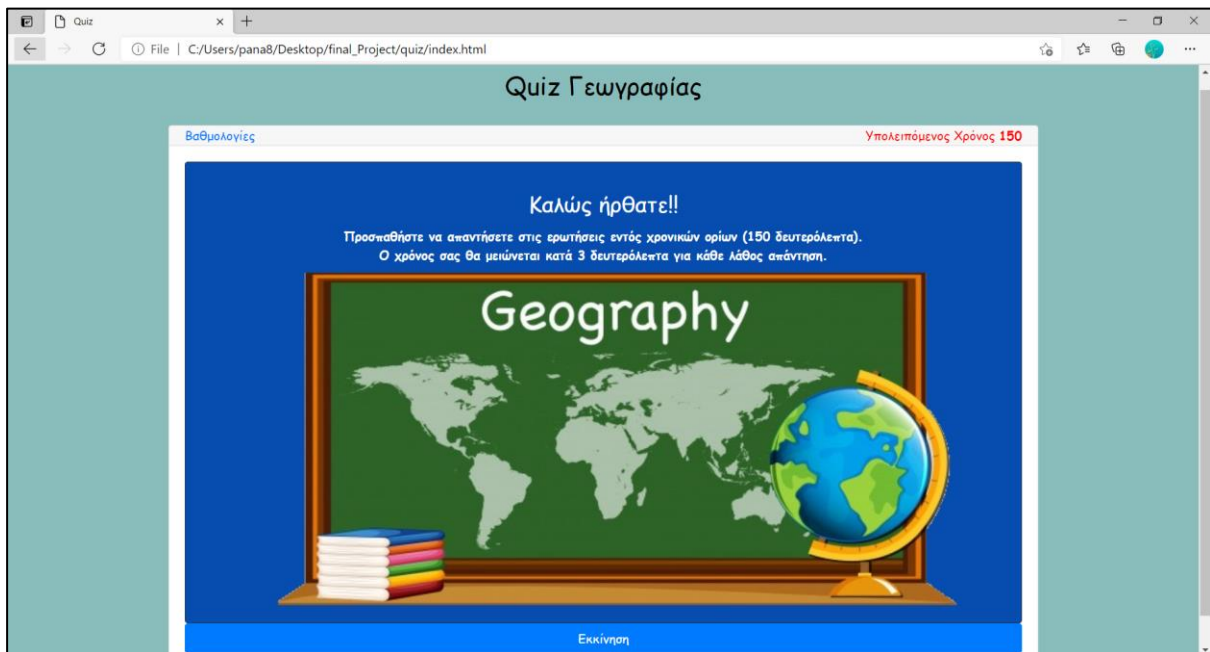 Quiz
File | C:/Users/pana8/Desktop/final_Project/quiz/index.html
Quiz Γεωγραφίας
Βαθμολογίες
Υπολειπόμενος Χρόνος 150
Καλώς ήρθατε!!
Προσπαθήστε να απαντήσετε στις ερωτήσεις εντός χρονικών ορίων (150 δευτερόλεπτα).
Ο χρόνος σας θα μειώνεται κατά 3 δευτερόλεπτα για κάθε λάθος απάντηση.
Geography
Εκκίνηση